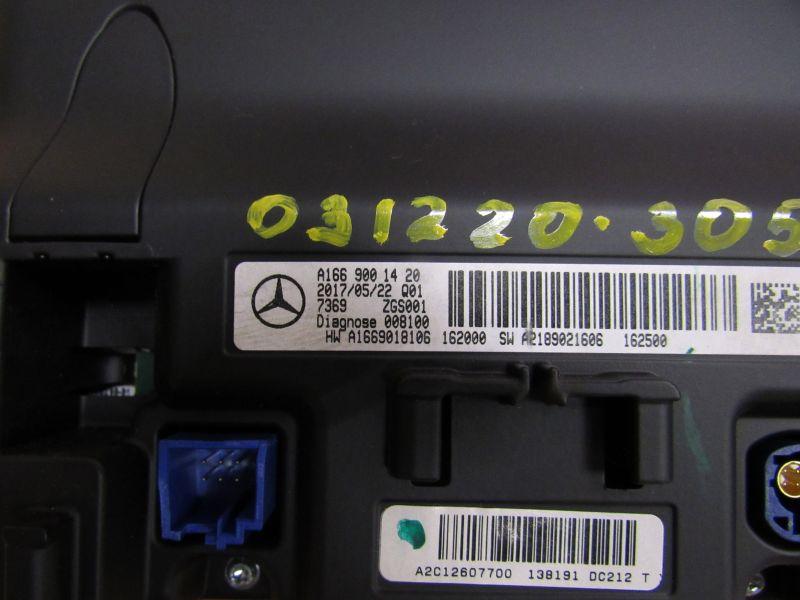 031220.305
A166 900 14 20
2017/05/22 Q01
7369 ZGS001
Diagnose 008100
HW A1669018106 162000 SW A2189021606 162500
A2C12607700 138191 DC212 T